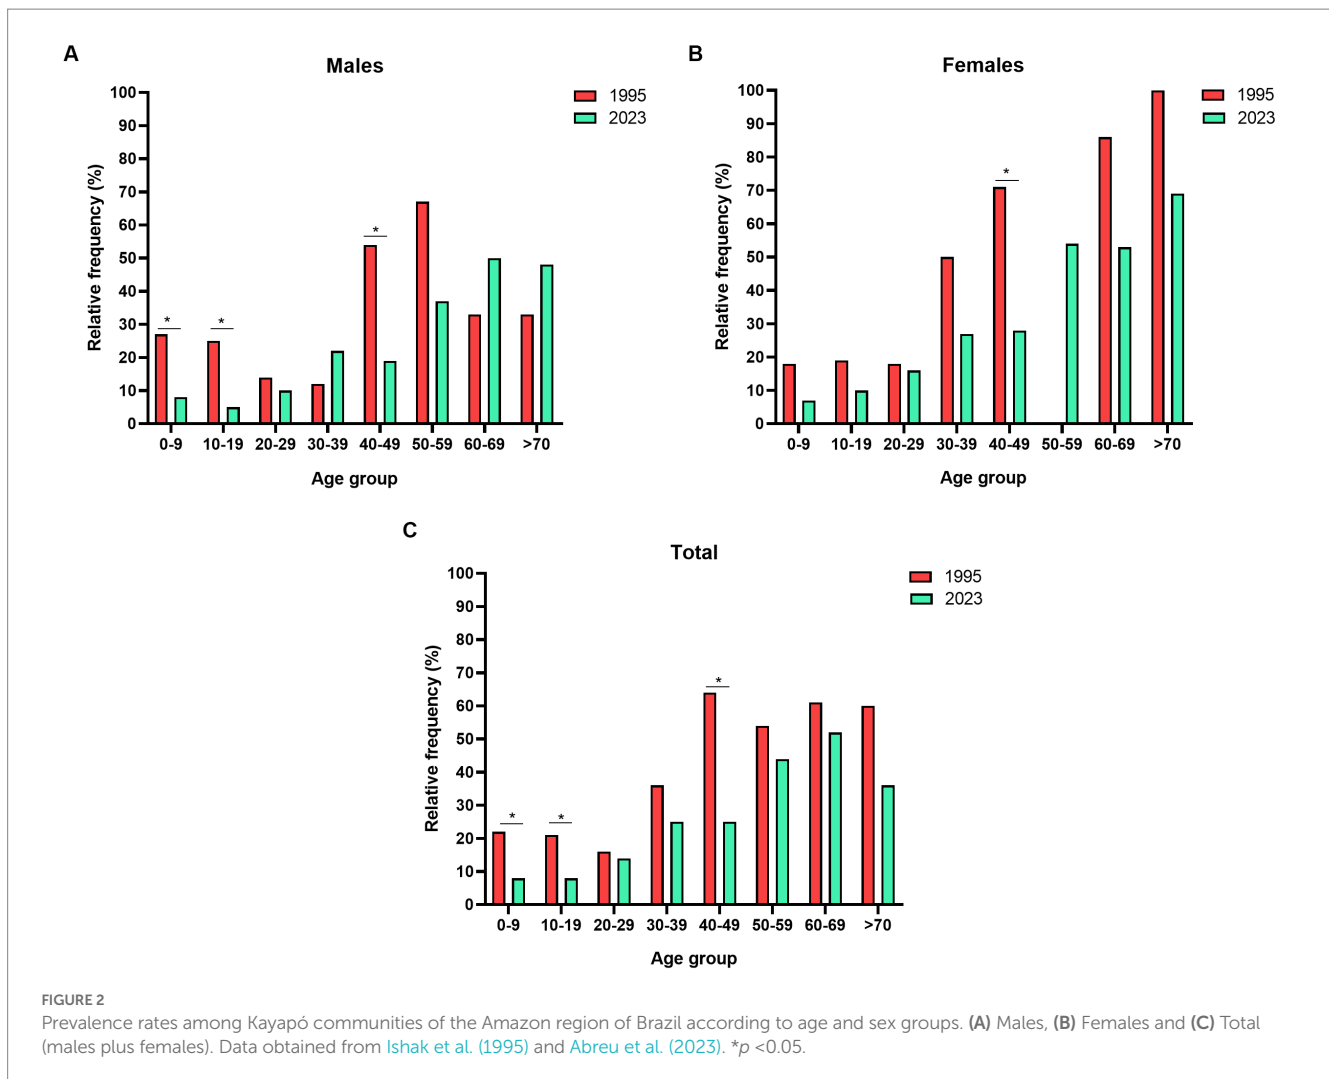 A
Males
1995
2023
Relative frequency (%)
100
90
80
70
60
50
40
30
20
10
0
*
*
*
0-9 10-19 20-29 30-39 40-49 50-59 60-69 >70
Age group
B
Females
1995
2023
Relative frequency (%)
100
90
80
70
60
50
40
30
20
10
0
*
0-9 10-19 20-29 30-39 40-49 50-59 60-69 >70
Age group
C
Total
1995
2023
Relative frequency (%)
100
90
80
70
60
50
40
30
20
10
0
*
*
*
0-9 10-19 20-29 30-39 40-49 50-59 60-69 >70
Age group
FIGURE 2
Prevalence rates among Kayapó communities of the Amazon region of Brazil according to age and sex groups. (A) Males, (B) Females and (C) Total
(males plus females). Data obtained from Ishak et al. (1995) and Abreu et al. (2023). *p <0.05.